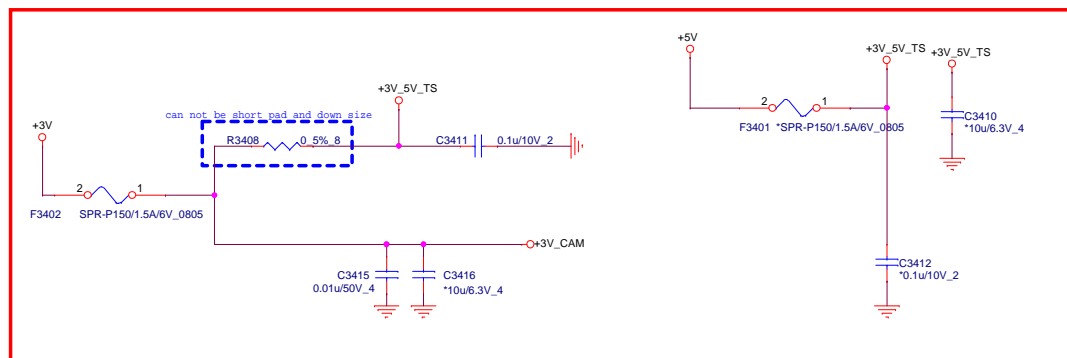 +5V
+3V_5V_TS
+3V_5V_TS
+3V_5V_TS
can not be short pad and down size
+3V
R3408
0_5%_8
C3411
0.1u/10V_2
2
1
F3401
*SPR-P150/1.5A/6V_0805
C3410
*10u/6.3V_4
2
1
F3402
SPR-P150/1.5A/6V_0805
+3V_CAM
C3415
0.01u/50V_4
C3416
*10u/6.3V_4
C3412
*0.1u/10V_2